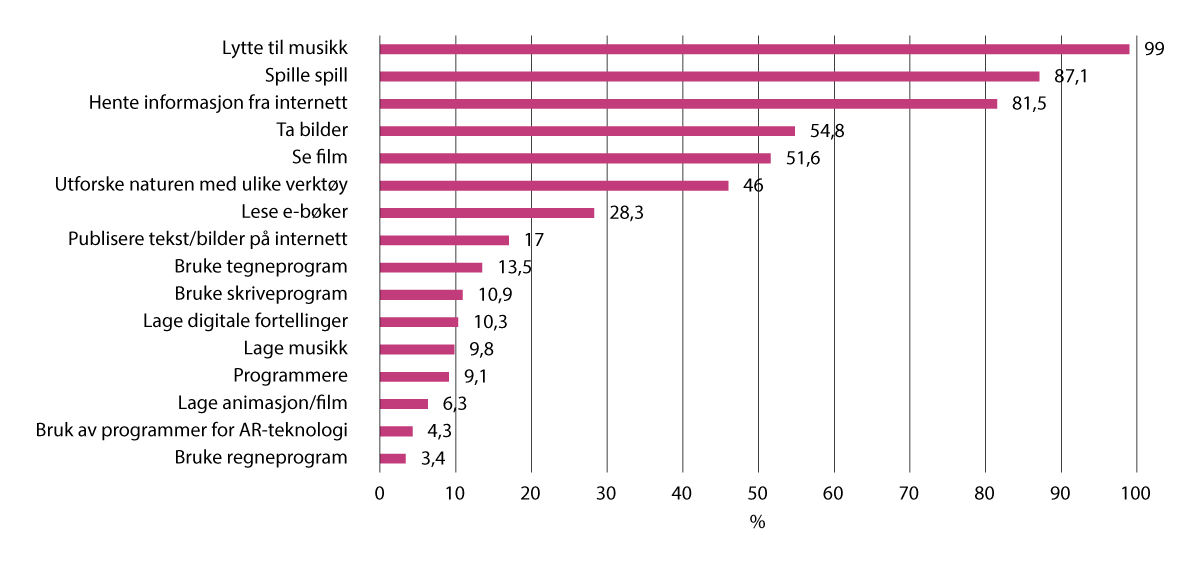 Lytte til musikk 99
Spille spill 87,1
Hente informasjon fra internett 81,5
Ta bilder 54,8
Se film 51,6
Utforske naturen med ulike verktøy 46
Lese e-bøker 28,3
Publisere tekst/bilder på internett 17
Bruke tegneprogram 13,5
Bruke skriveprogram 10,9
Lage digitale fortellinger 10,3
Lage musikk 9,8
Programmere 9,1
Lage animasjon/film 6,3
Bruk av programmer for AR-teknologi 4,3
Bruke regneprogram 3,4
0 10 20 30 40 50 60 70 80 90 100
%